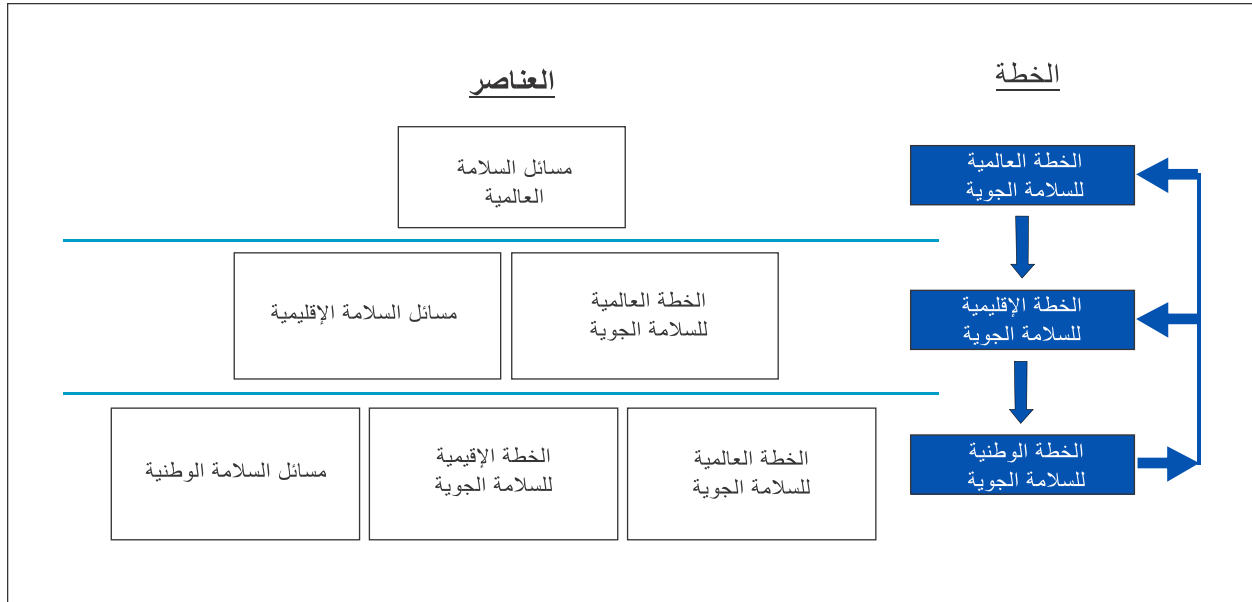 الخطة
العناصر
الخطة العالمية
للسلامة الجوية
مسائل السلامة
العالمية
الخطة الإقليمية
للسلامة الجوية
الخطة العالمية
للسلامة الجوية
مسائل السلامة الإقليمية
الخطة الوطنية
للسلامة الجوية
الخطة العالمية
للسلامة الجوية
الخطة الإقيمية
للسلامة الجوية
مسائل السلامة الوطنية